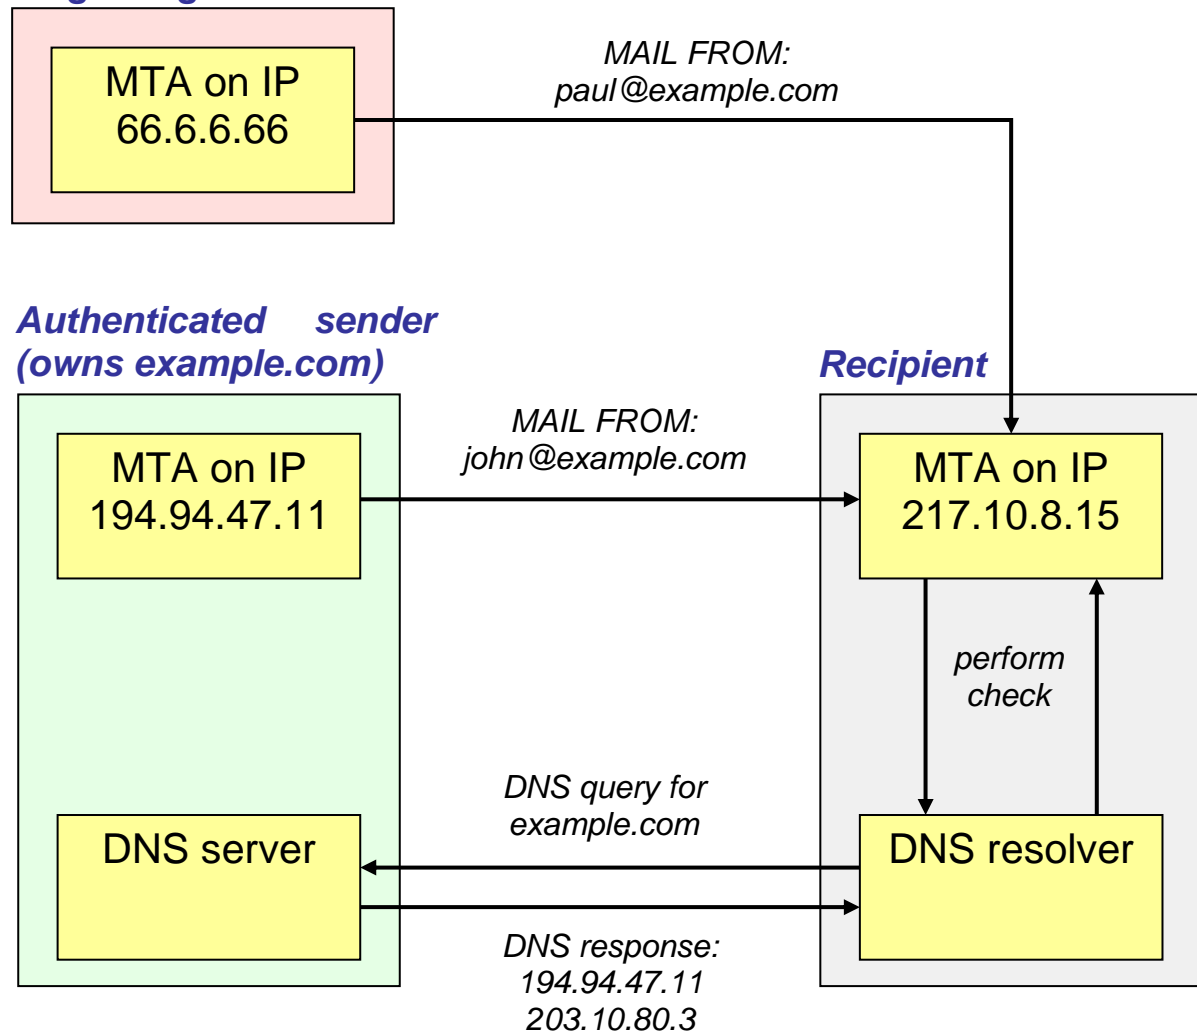 MTA on IP
66.6.6.66
MAIL FROM:
paul@example.com
Authenticated sender
(owns example.com)
Recipient
MTA on IP
194.94.47.11
MAIL FROM:
john@example.com
MTA on IP
217.10.8.15
perform
check
DNS query for
example.com
DNS server
DNS resolver
DNS response:
194.94.47.11
203.10.80.3